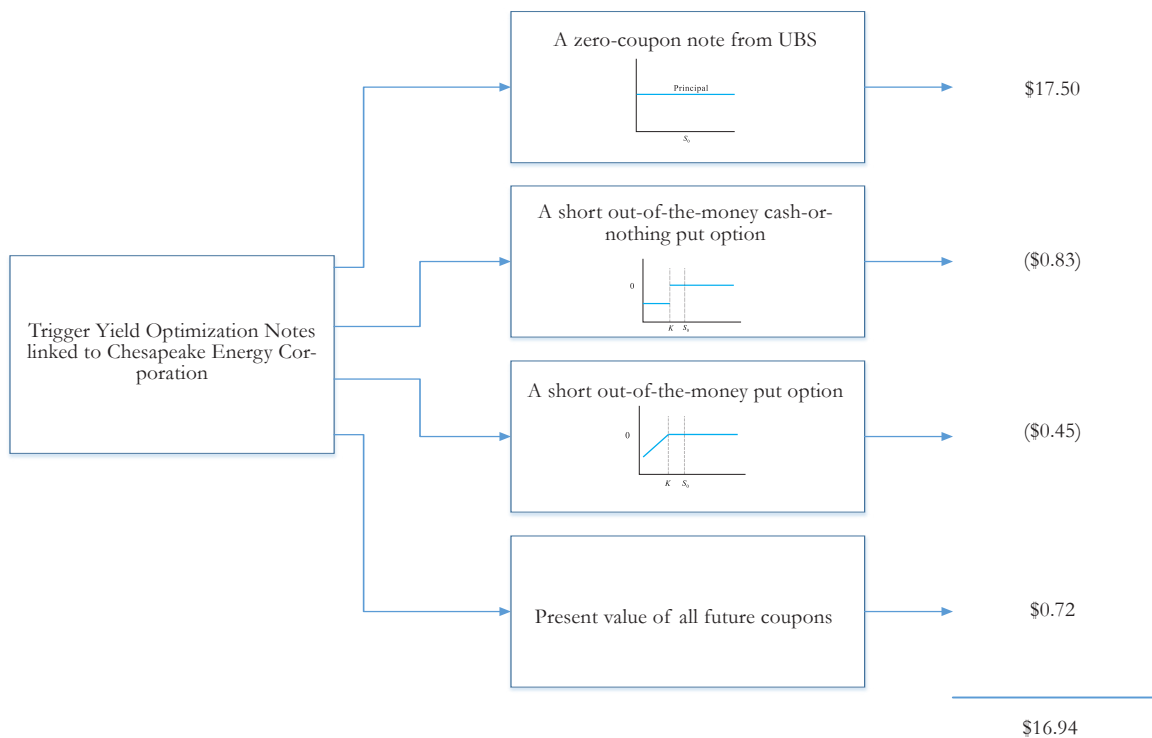 A zero-coupon note from UBS
Principal
S₀
$17.50
A short out-of-the-money cash-or-
nothing put option
0
K
S₀
($0.83)
Trigger Yield Optimization Notes
linked to Chesapeake Energy Cor-
poration
A short out-of-the-money put option
0
K
S₀
($0.45)
Present value of all future coupons
$0.72
$16.94